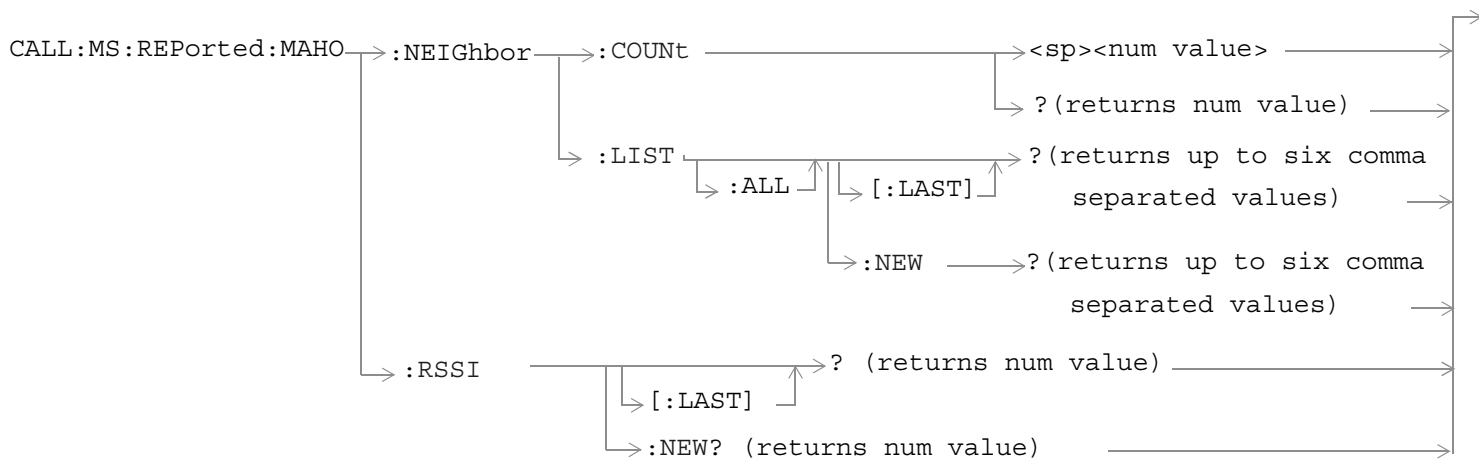 CALL:MS:REPorted:MAHO :NEIGhbor :COUNt <sp><num value>
?(returns num value)
:LIST ?(returns up to six comma
:ALL [:LAST] separated values)
:NEW ?(returns up to six comma
separated values)
:RSSI ? (returns num value)
[:LAST]
:NEW? (returns num value)